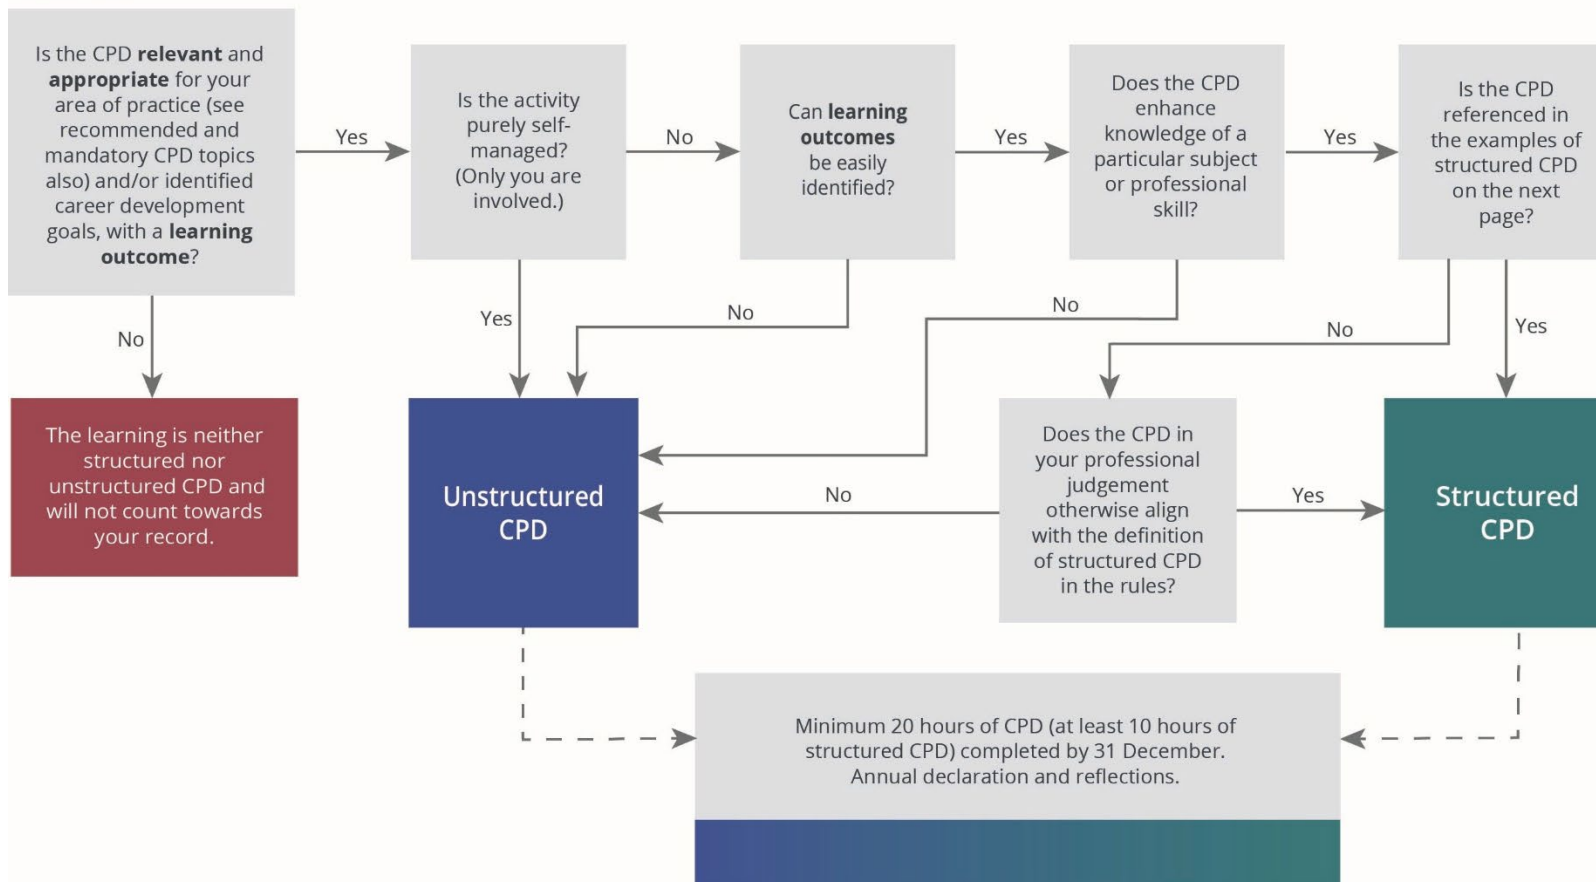 Is the CPD relevant and
appropriate for your
area of practice (see
recommended and
mandatory CPD topics
also) and/or identified
career development
goals, with a learning
outcome?
Yes
No
Is the activity
purely self-
managed?
(Only you are
involved.)
No
Yes
Can learning
outcomes
be easily
identified?
Yes
No
Does the CPD
enhance
knowledge of a
particular subject
or professional
skill?
Yes
No
Is the CPD
referenced in
the examples of
structured CPD
on the next
page?
No
Yes
The learning is neither
structured nor
unstructured CPD and
will not count towards
your record.
Unstructured
CPD
No
Does the CPD in
your professional
judgement
otherwise align
with the definition
of structured CPD
in the rules?
Yes
Structured
CPD
Minimum 20 hours of CPD (at least 10 hours of
structured CPD) completed by 31 December.
Annual declaration and reflections.